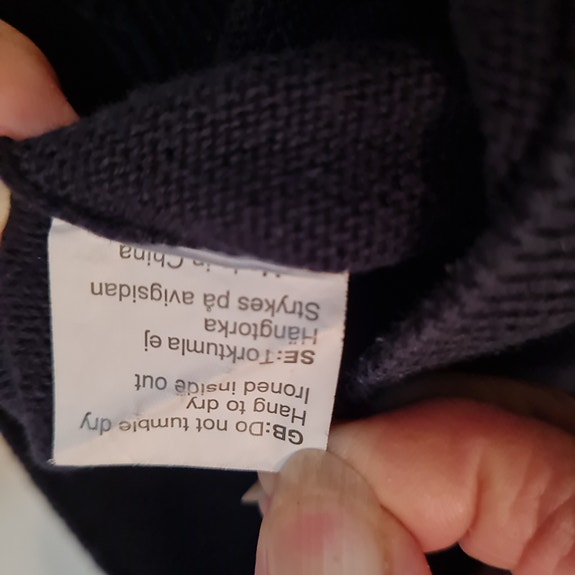 GB:Do not tumble dry
Hang to dry
Ironed inside out
SE:Torktumla ej
Hängtorka
Strykes på avigsidan
in China